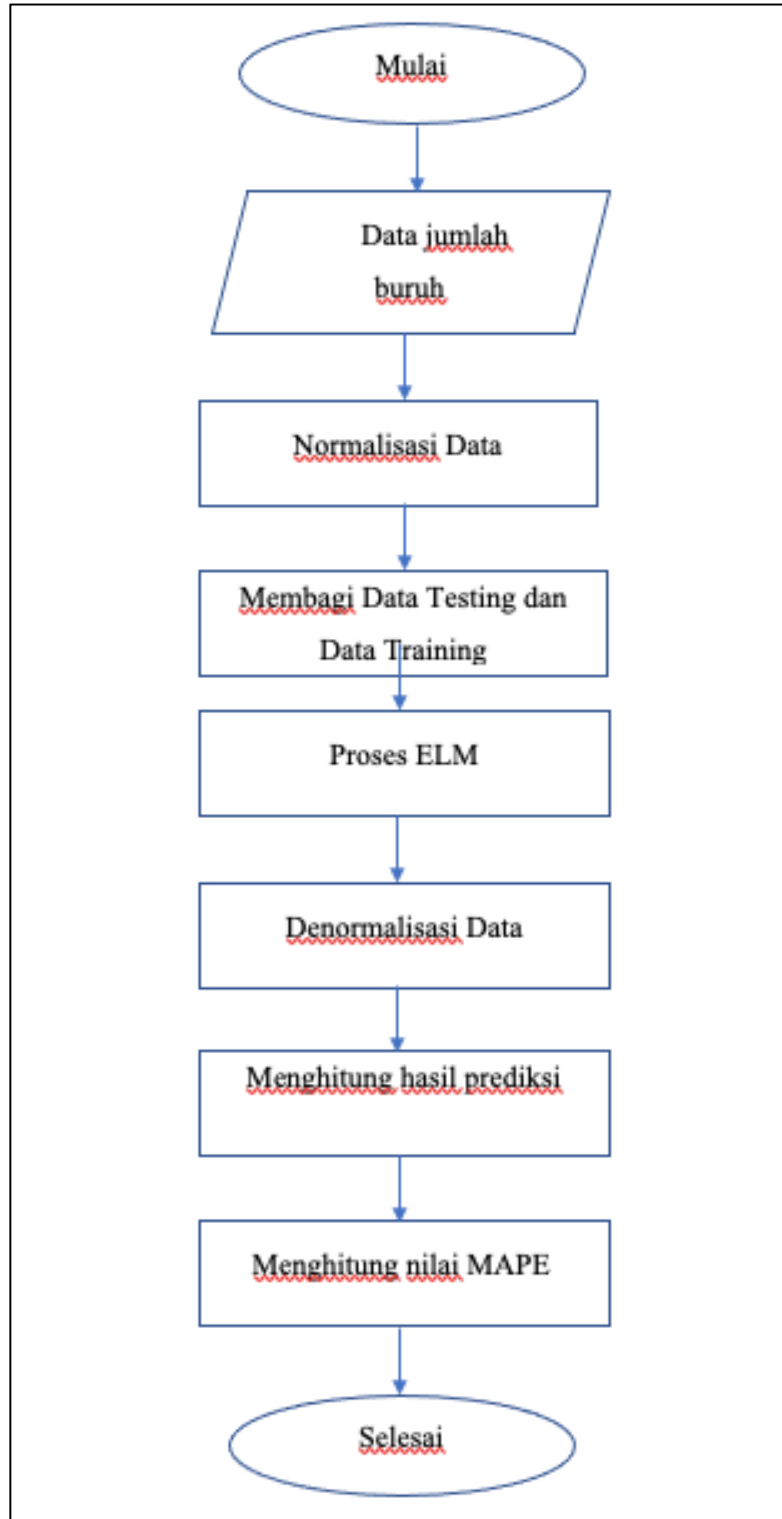 Mulai
Data jumlah
buruh
Normalisasi Data
Membagi Data Testing dan
Data Training
Proses ELM
Denormalisasi Data
Menghitung hasil prediksi
Menghitung nilai MAPE
Selesai